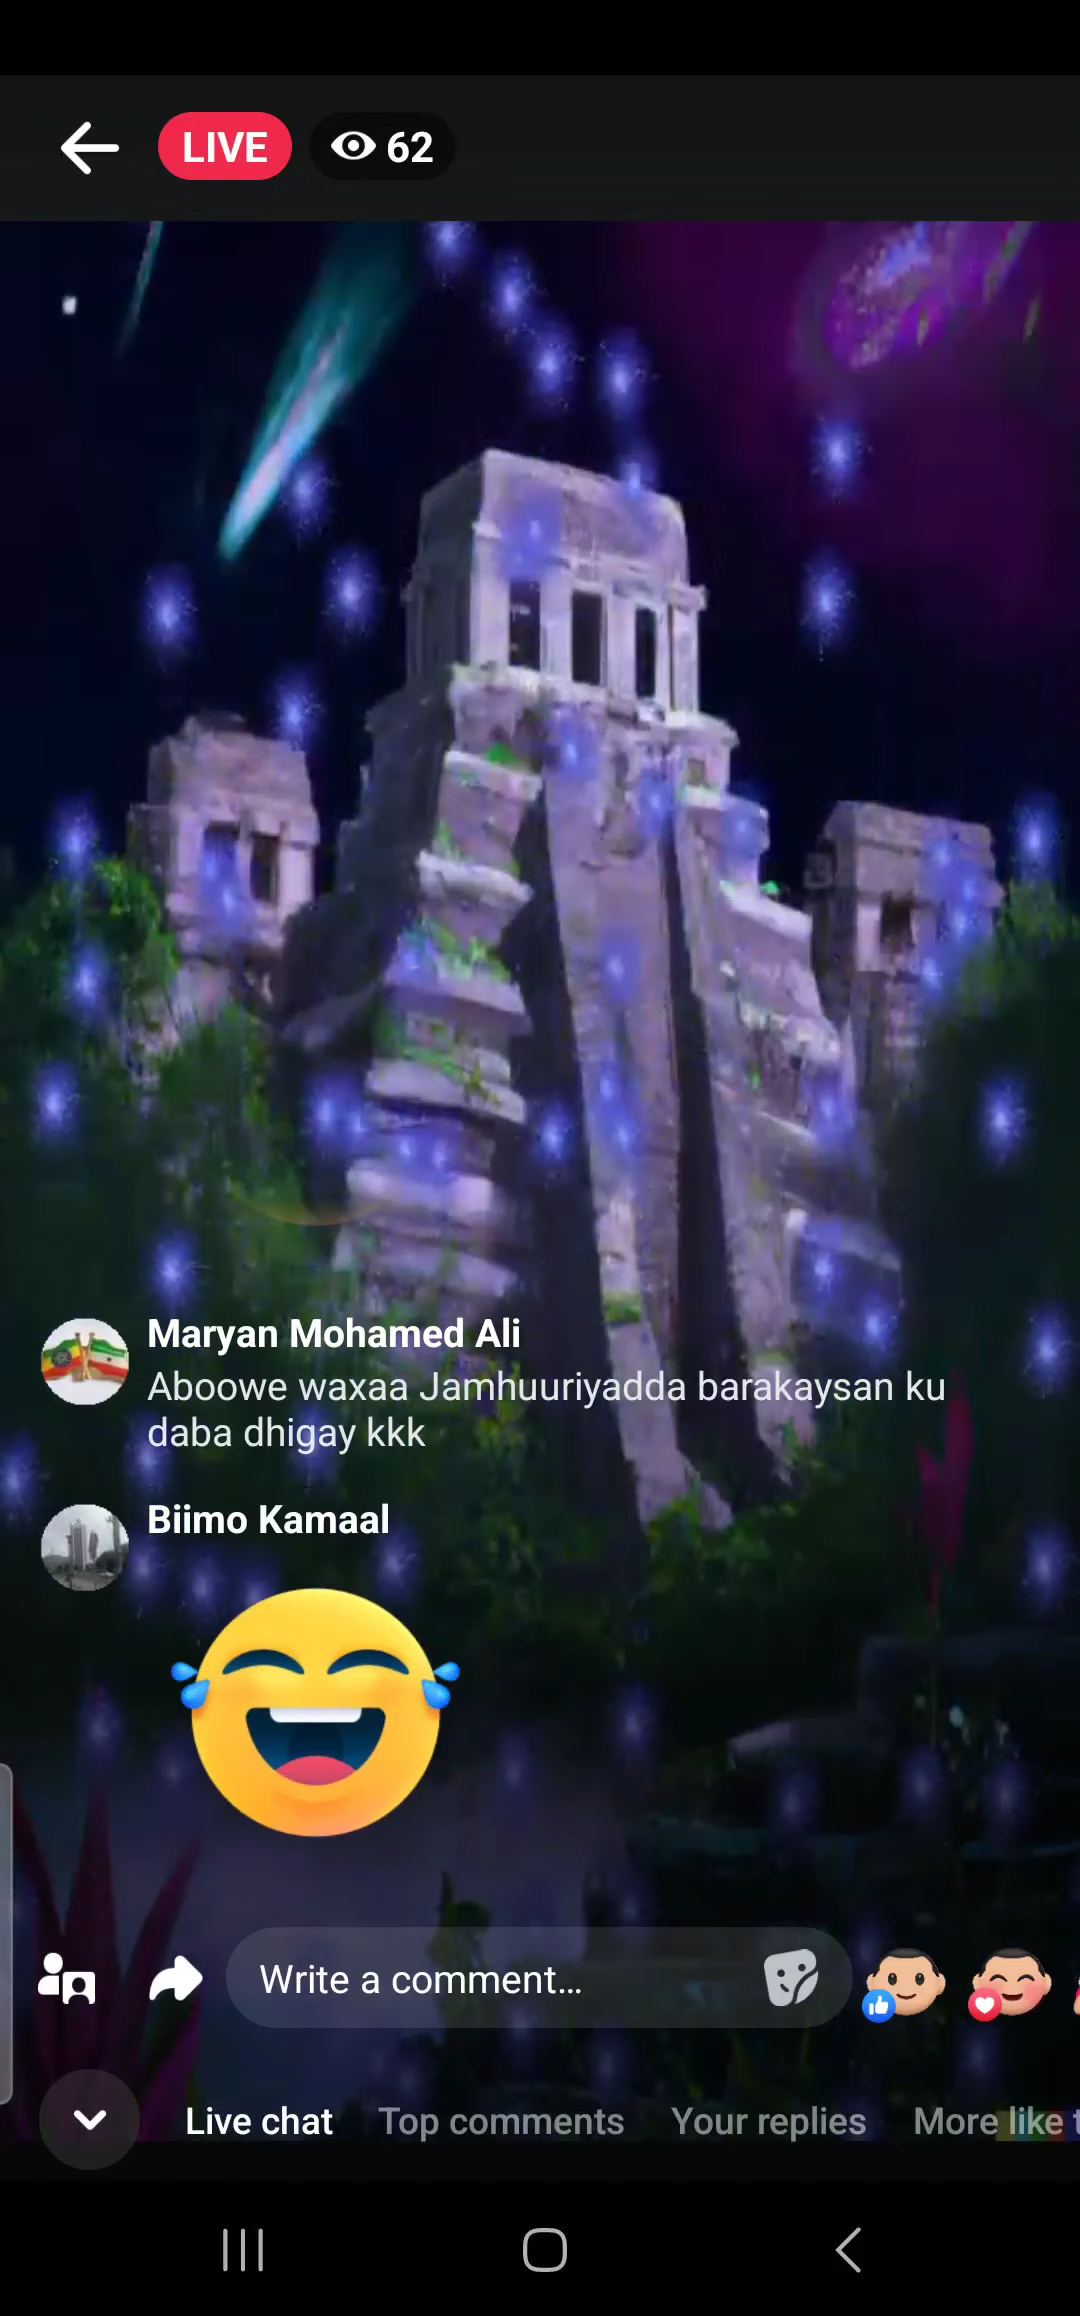 LIVE 62
Maryan Mohamed Ali
Aboowe waxaa Jamhuuriyadda barakaysan ku
daba dhigay kkk
Biimo Kamaal
Write a comment...
Live chat Top comments Your replies More like